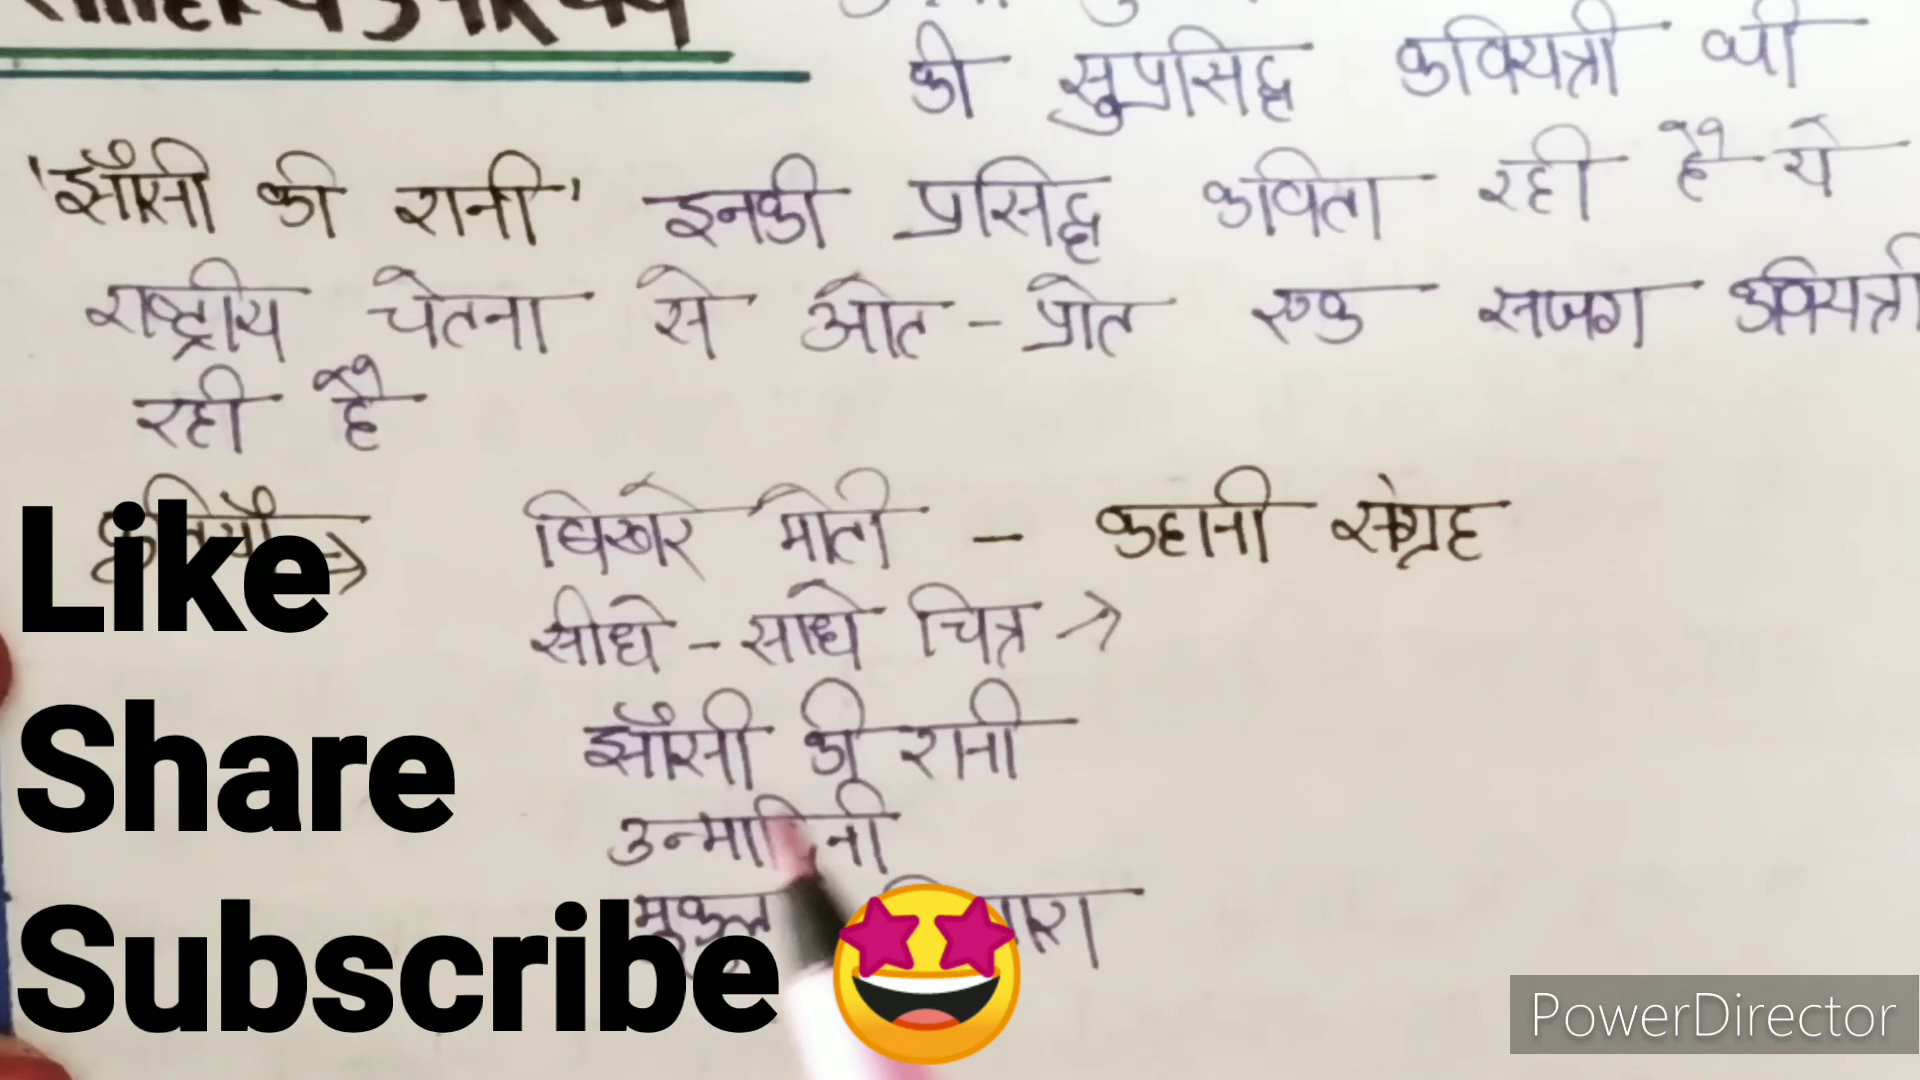 की सुप्रसिद्ध कवियत्री थी
'झाँसी की रानी' इनकी प्रसिद्ध कविता रही है ये
राष्ट्रीय चेतना से ओत - प्रोत एक सजग कवियत्री
रही है
बिखरे मोती - कहानी संग्रह
सीधे - साधे चित्र →
झाँसी की रानी
Like
Share
Subscribe
PowerDirector